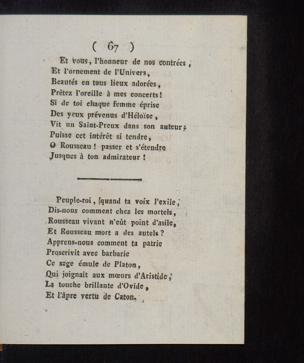 ( 67 )
Et vous, l'honneur de nos contrées,
Et l'ornement de l'Univers,
Beautés en tous lieux adorées,
Prêtez l'oreille à mes concerts!
Si de toi chaque femme éprise
Des yeux prévenus d'Héloïse,
Vit un Saint-Preux dans son auteur;
Puisse cet intérêt si tendre,
O Rousseau! passer et s'étendre
Jusques à ton admirateur!
Peuple-roi, quand ta voix l'exile,
Dis-nous comment chez les mortels,
Rousseau vivant n'eût point d'asile,
Et Rousseau mort a des autels?
Apprens-nous comment ta patrie
Proscrivit avec barbarie
Ce sage émule de Platon,
Qui joignait aux mœurs d'Aristide,
La touche brillante d'Ovide,
Et l'âpre vertu de Caton.